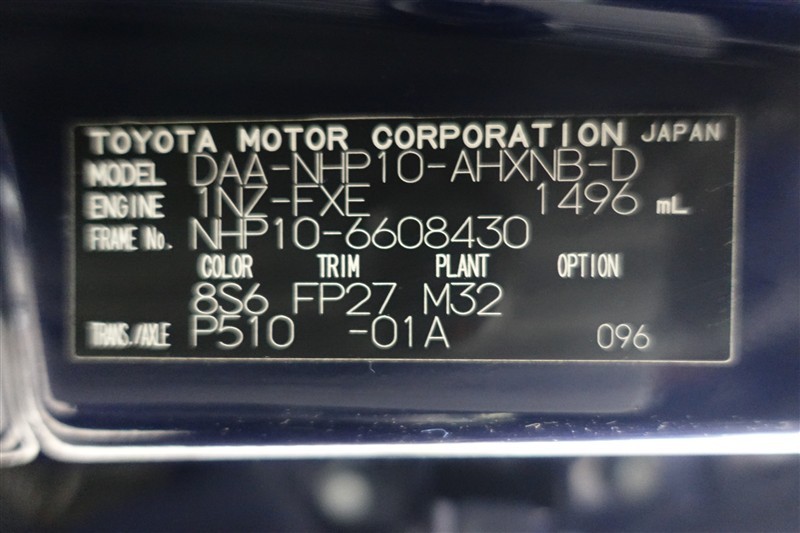 TOYOTA MOTOR CORPORATION JAPAN
MODEL DAA-NHP10-AHXNB-D
ENGINE 1NZ-FXE 1496 mL
FRAME No. NHP10-6608430
COLOR TRIM PLANT OPTION
8S6 FP27 M32
TRANS./AXLE P510 -01A 096